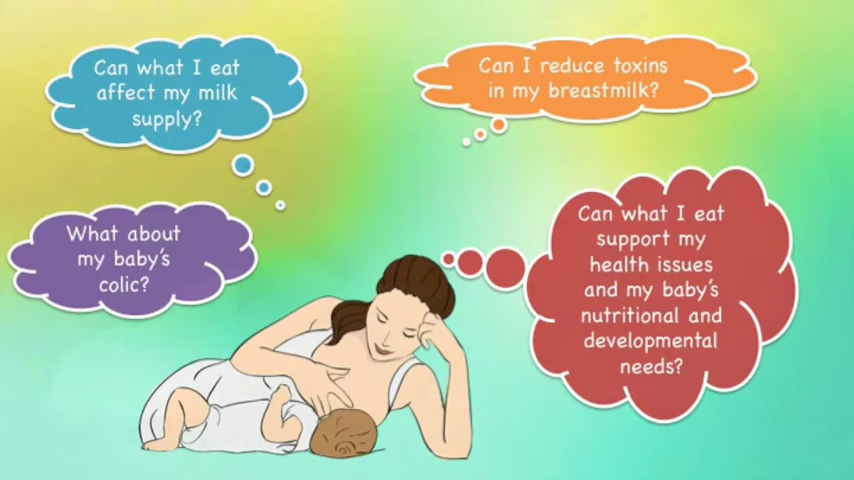 Can what I eat
affect my milk
supply?
Can I reduce toxins
in my breastmilk?
What about
my baby's
colic?
Can what I eat
support my
health issues
and my baby's
nutritional and
developmental
needs?